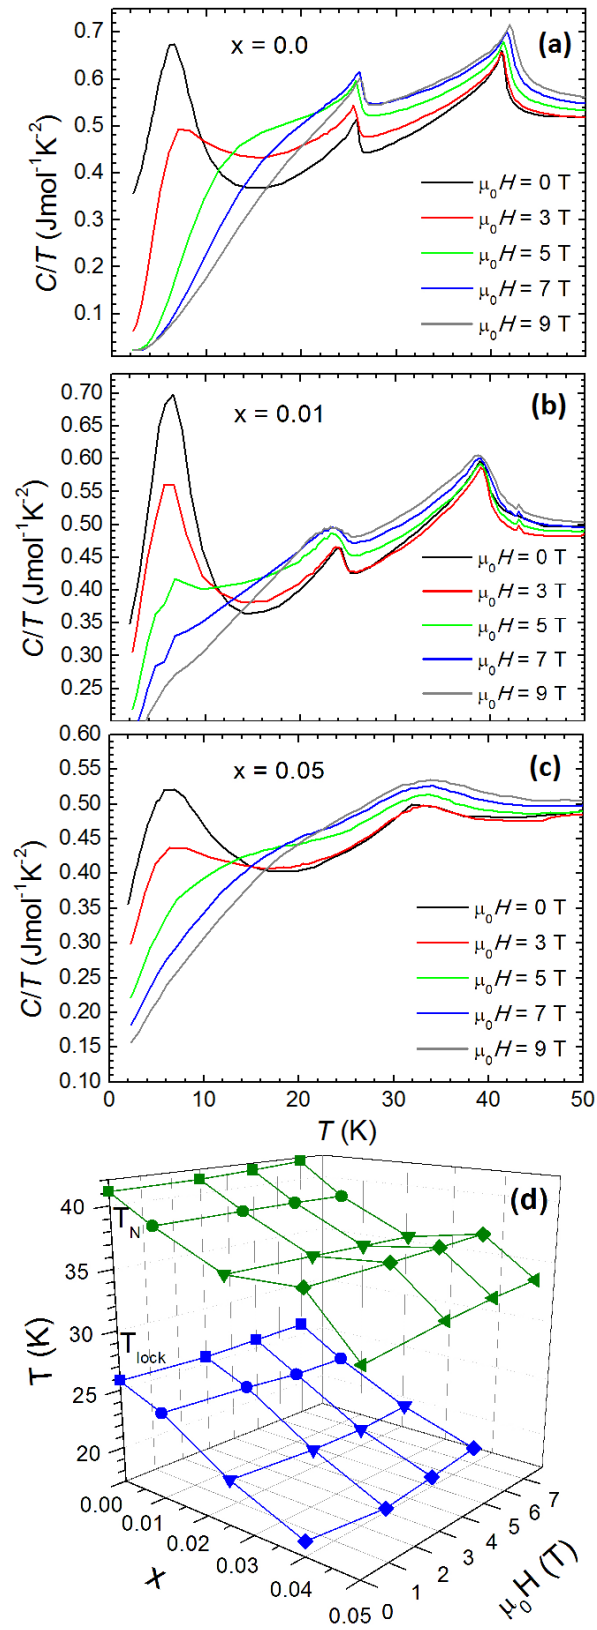 0.7
0.6
0.5
0.4
0.3
0.2
0.1
C/T (Jmol⁻¹K⁻²)
x = 0.0
(a)
μ₀H = 0 T
μ₀H = 3 T
μ₀H = 5 T
μ₀H = 7 T
μ₀H = 9 T
0.70
0.65
0.60
0.55
0.50
0.45
0.40
0.35
0.30
0.25
C/T (Jmol⁻¹K⁻²)
x = 0.01
(b)
μ₀H = 0 T
μ₀H = 3 T
μ₀H = 5 T
μ₀H = 7 T
μ₀H = 9 T
0.60
0.55
0.50
0.45
0.40
0.35
0.30
0.25
0.20
0.15
0.10
C/T (Jmol⁻¹K⁻²)
x = 0.05
(c)
μ₀H = 0 T
μ₀H = 3 T
μ₀H = 5 T
μ₀H = 7 T
μ₀H = 9 T
0 10 20 30 40 50
T (K)
(d)
40
35
30
25
20
T (K)
T_N
T_lock
0.00
0.01
0.02
0.03
0.04
0.05
x
0 1 2 3 4 5 6 7
μ₀H (T)